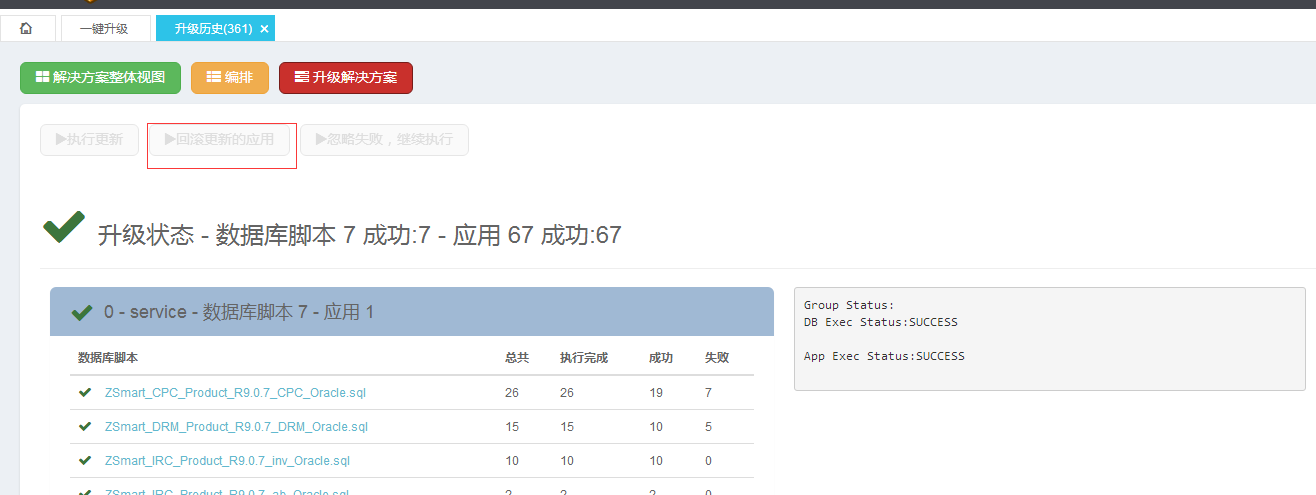 一键升级
升级历史(361) ×
解决方案整体视图
编排
升级解决方案
执行更新
回滚更新的应用
忽略失败，继续执行
升级状态 - 数据库脚本 7 成功:7 - 应用 67 成功:67
0 - service - 数据库脚本 7 - 应用 1
数据库脚本 总共 执行完成 成功 失败
ZSmart_CPC_Product_R9.0.7_CPC_Oracle.sql 26 26 19 7
ZSmart_DRM_Product_R9.0.7_DRM_Oracle.sql 15 15 10 5
ZSmart_IRC_Product_R9.0.7_inv_Oracle.sql 10 10 10 0
ZSmart_IRC_Product_R9.0.7_ab_Oracle.sql 2 2 2 0
Group Status:
DB Exec Status:SUCCESS
App Exec Status:SUCCESS